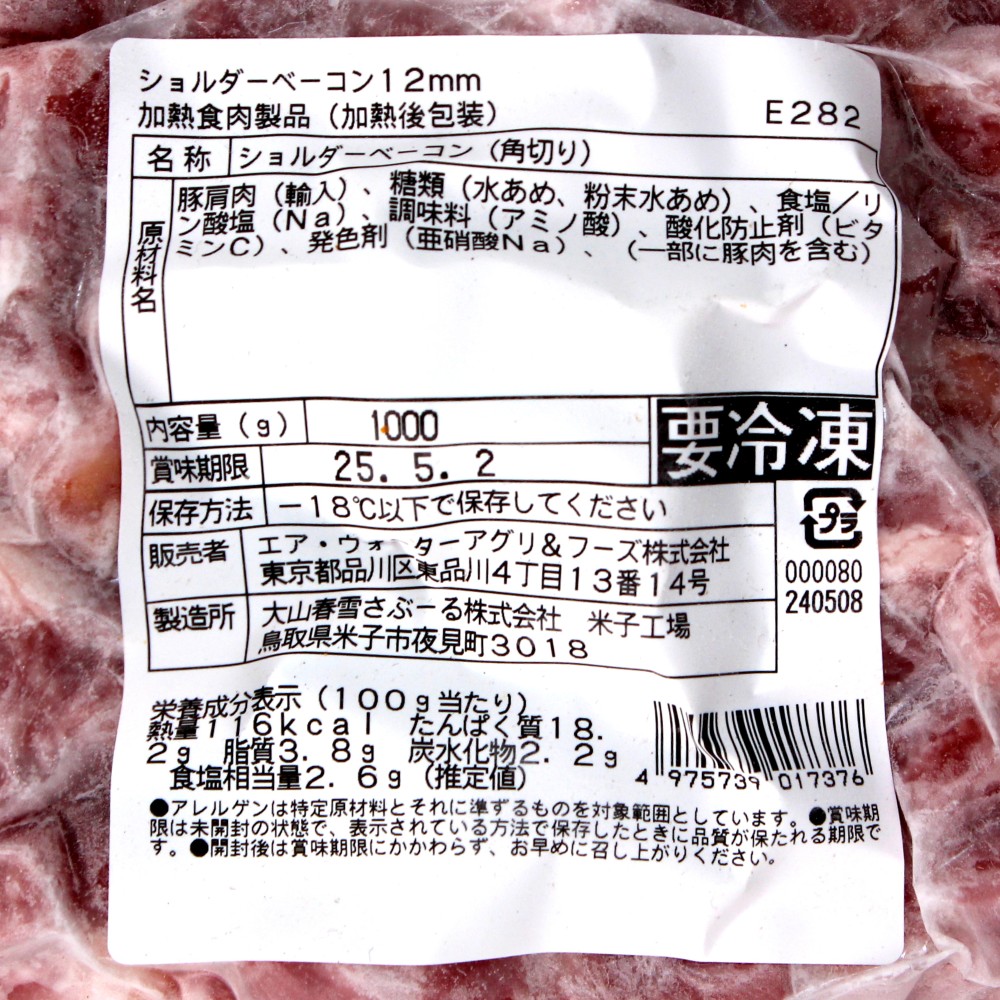 ショルダーベーコン12mm
加熱食肉製品（加熱後包装）
E282
名称 ショルダーベーコン（角切り）
原材料名
豚肩肉（輸入）、糖類（水あめ、粉末水あめ）、食塩／リ
ン酸塩（Na）、調味料（アミノ酸）、酸化防止剤（ビタ
ミンC）、発色剤（亜硝酸Na）、（一部に豚肉を含む）
内容量（g） 1000
賞味期限 25. 5. 2
要冷凍
保存方法 －18℃以下で保存してください
プラ
販売者 エア・ウォーターアグリ＆フーズ株式会社
東京都品川区東品川4丁目13番14号
000080
240508
製造所 大山春雪さぶーる株式会社 米子工場
鳥取県米子市夜見町3018
栄養成分表示（100g当たり）
熱量116kcal たんぱく質18.
2g 脂質3.8g 炭水化物2.2g
食塩相当量2.6g（推定値）
4 975739 017376
●アレルゲンは特定原材料とそれに準ずるものを対象範囲としています。●賞味期
限は未開封の状態で、表示されている方法で保存したときに品質が保たれる期限で
す。●開封後は賞味期限にかかわらず、お早めに召し上がりください。